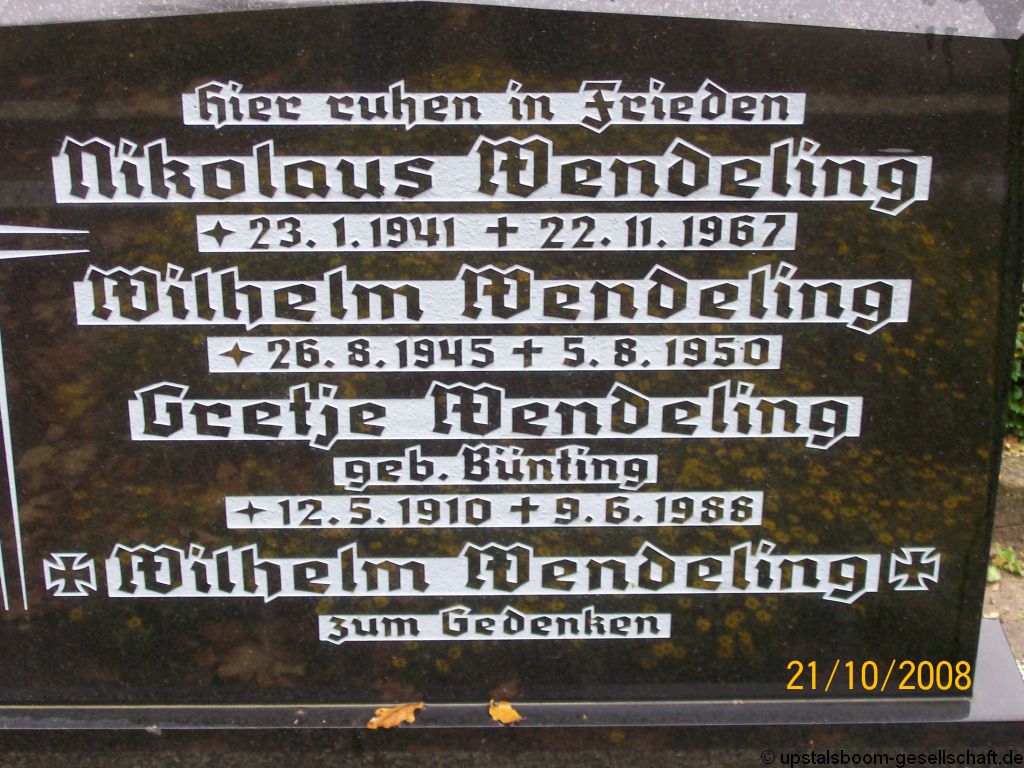 Hier ruhen in Frieden
Nikolaus Wendeling
✦ 23.1.1941 ✝ 22.11.1967
Wilhelm Wendeling
✦ 26.8.1945 ✝ 5.8.1950
Gretje Wendeling
geb. Bünting
✦ 12.5.1910 ✝ 9.6.1988
✠ Wilhelm Wendeling ✠
zum Gedenken
21/10/2008
© upstalsboom-gesellschaft.de